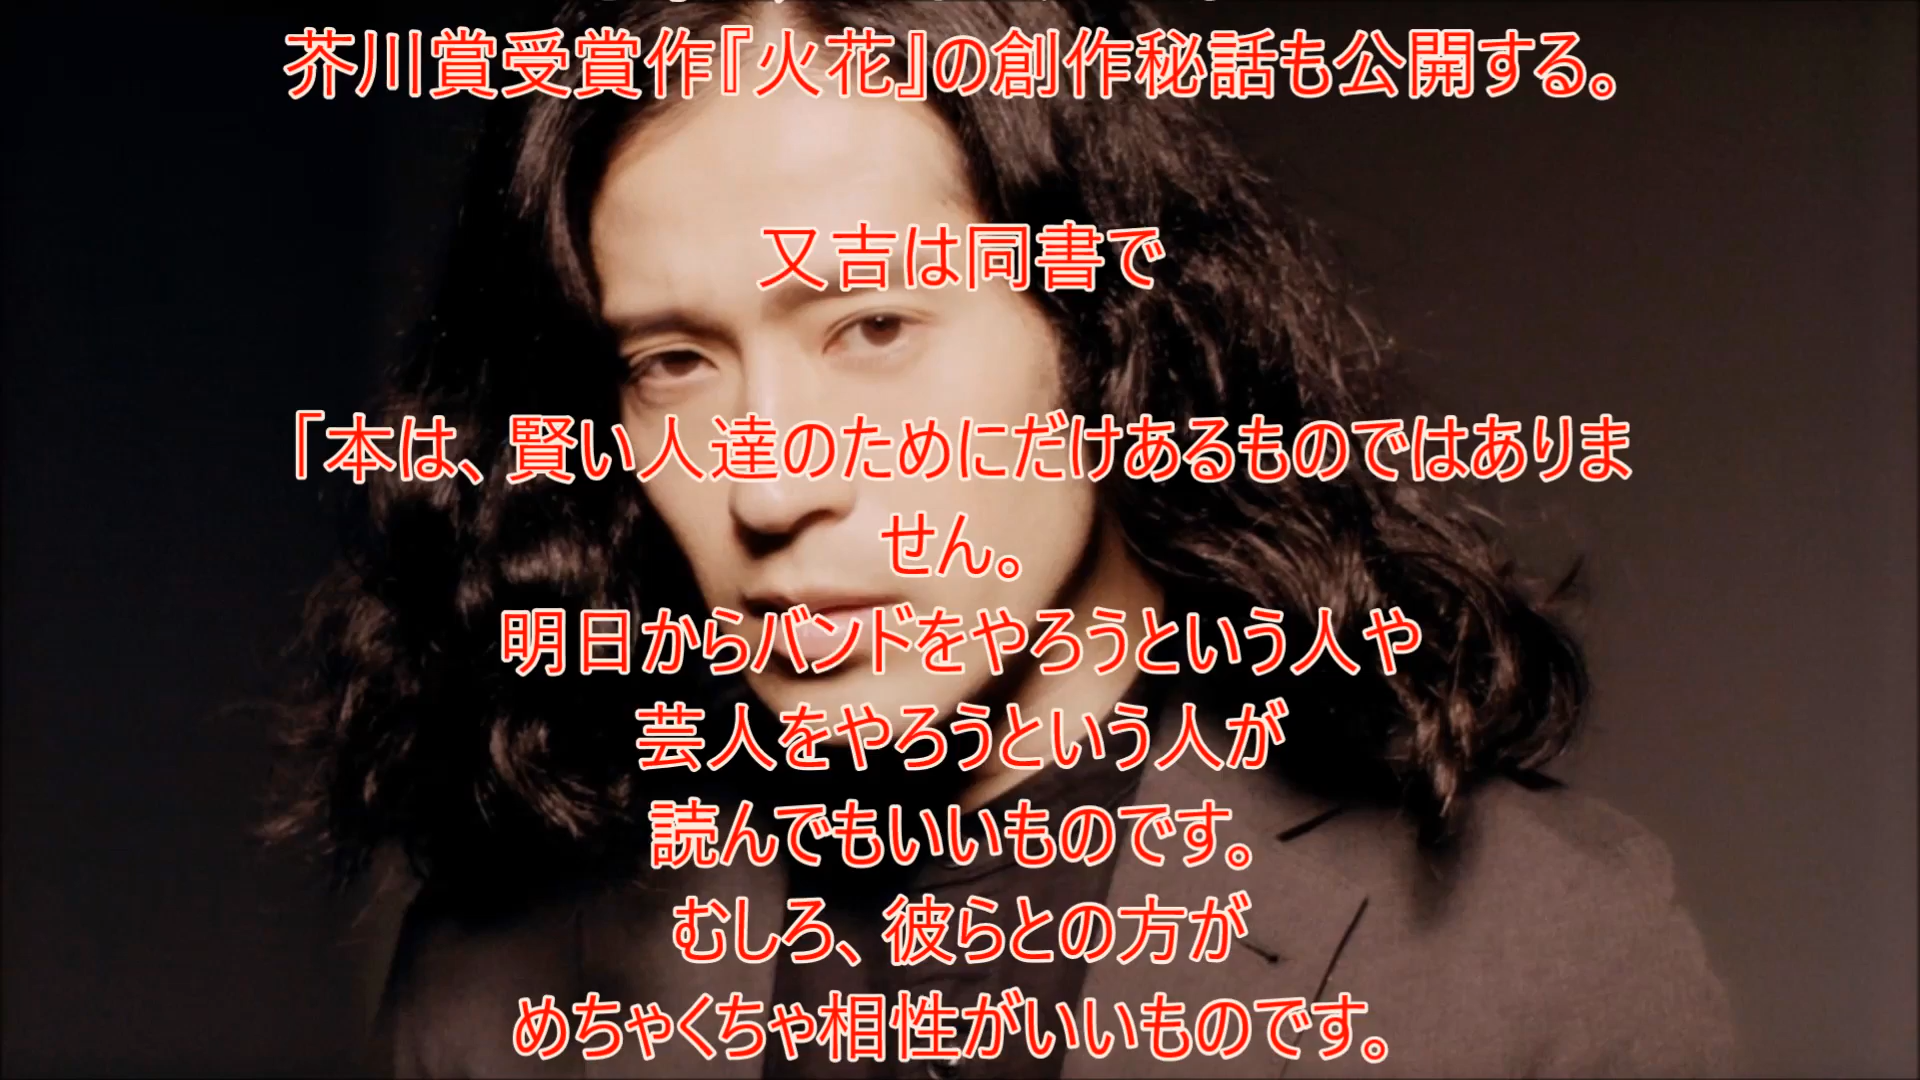 芥川賞受賞作『火花』の創作秘話も公開する。
又吉は同書で
「本は、賢い人達のためにだけあるものではありま
せん。
明日からバンドをやろうという人や
芸人をやろうという人が
読んでもいいものです。
むしろ、彼らとの方が
めちゃくちゃ相性がいいものです。